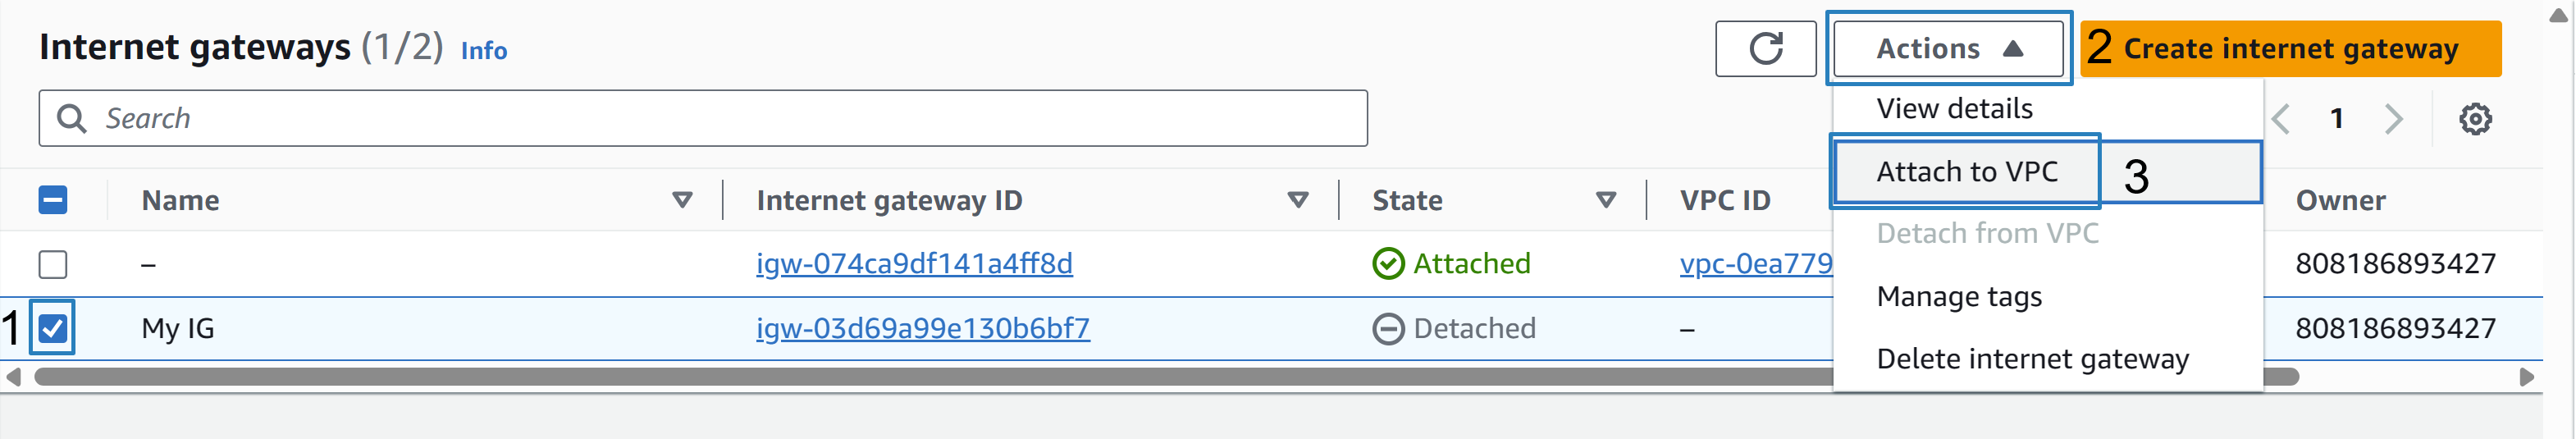 Internet gateways (1/2) Info
Actions
2 Create internet gateway
Search
View details
1
Attach to VPC 3
Name Internet gateway ID State VPC ID Owner
Detach from VPC
– igw-074ca9df141a4ff8d Attached vpc-0ea779 808186893427
Manage tags
1 My IG igw-03d69a99e130b6bf7 Detached – 808186893427
Delete internet gateway